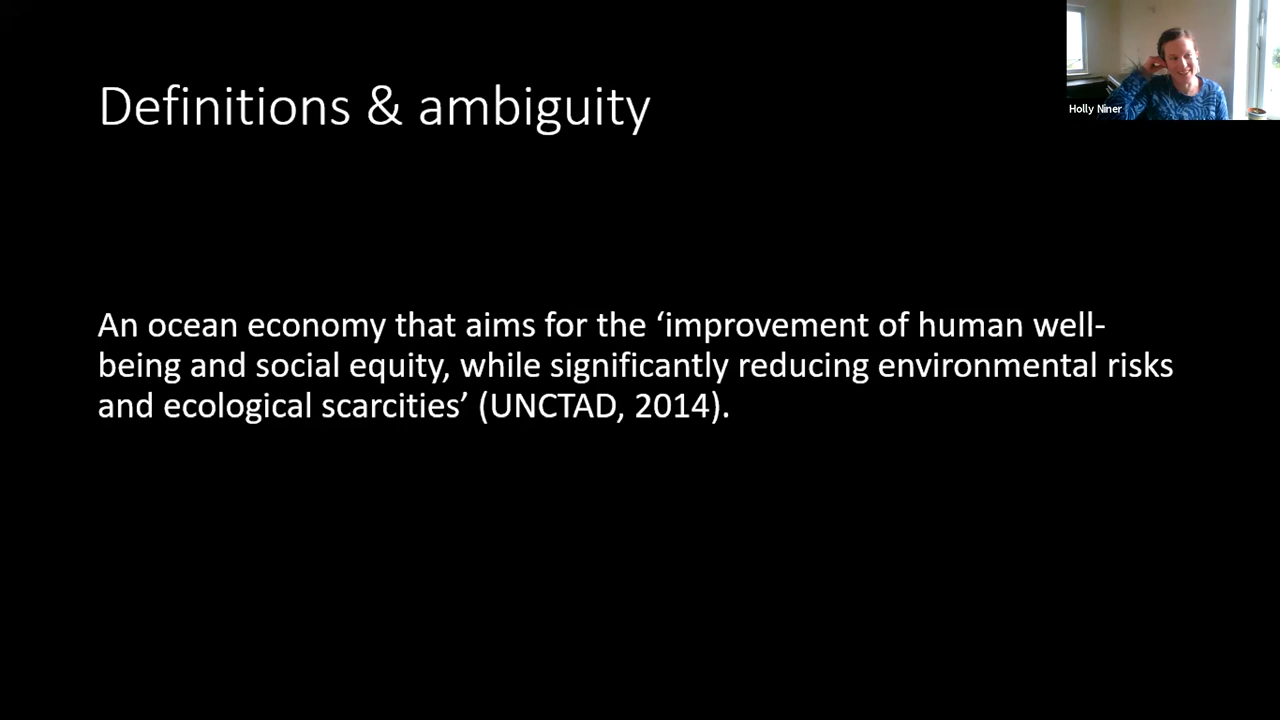 Definitions & ambiguity
Holly Niner
An ocean economy that aims for the ‘improvement of human well-
being and social equity, while significantly reducing environmental risks
and ecological scarcities’ (UNCTAD, 2014).